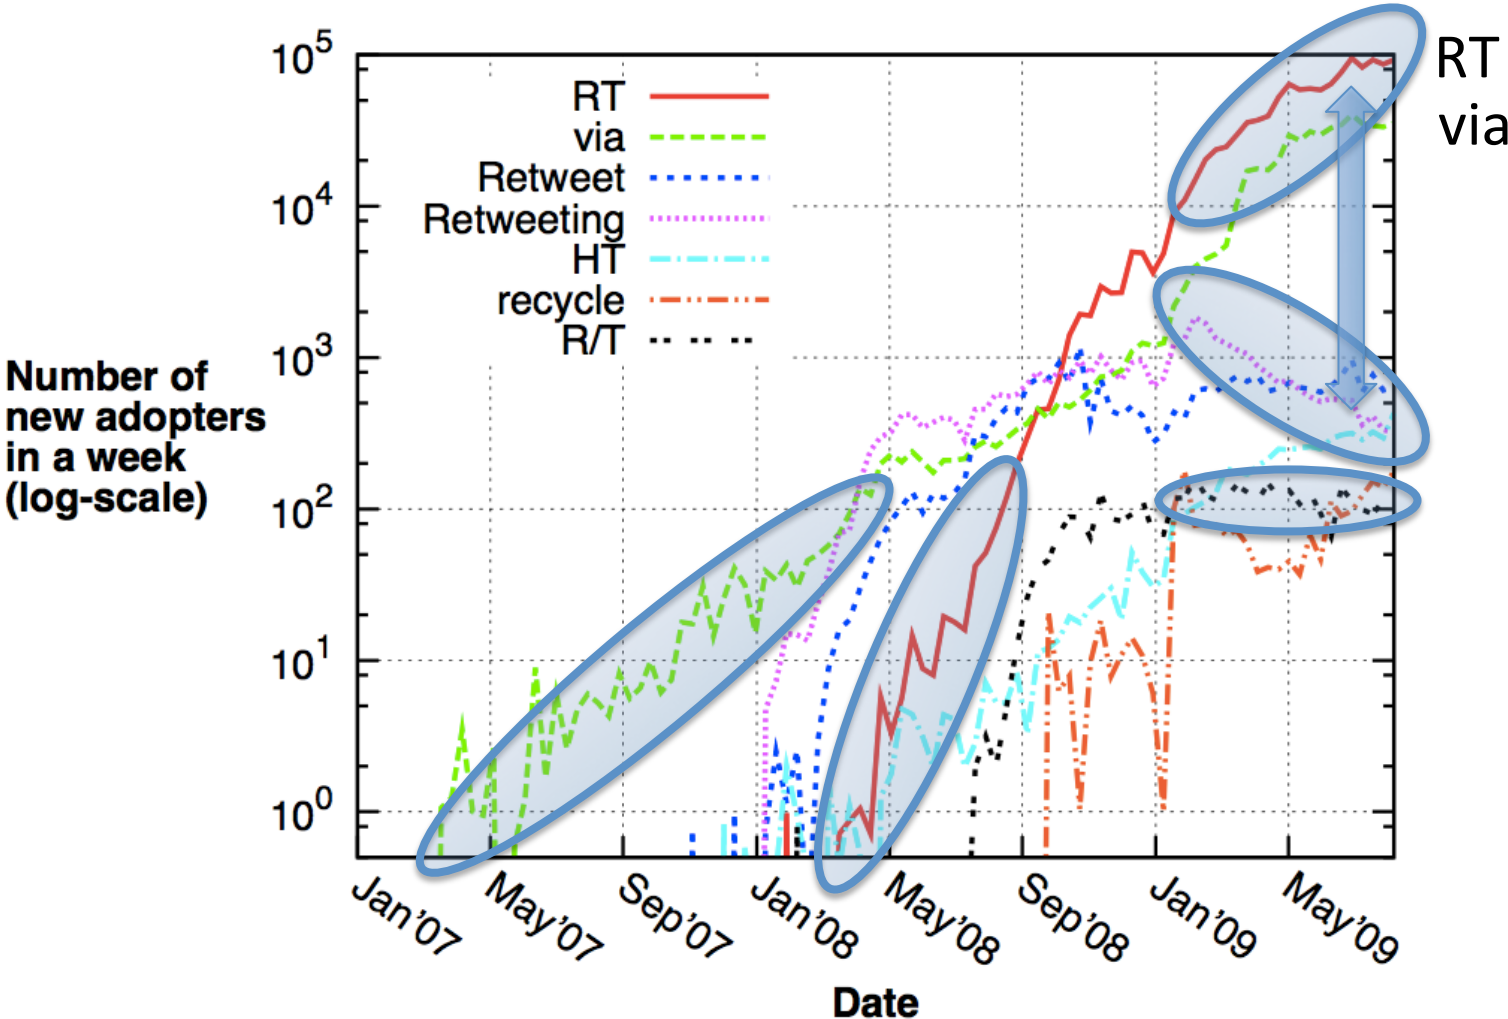 RT
via
10^5
10^4
10^3
10^2
10^1
10^0
RT
via
Retweet
Retweeting
HT
recycle
R/T
Number of
new adopters
in a week
(log-scale)
Jan'07
May'07
Sep'07
Jan'08
May'08
Sep'08
Jan'09
May'09
Date